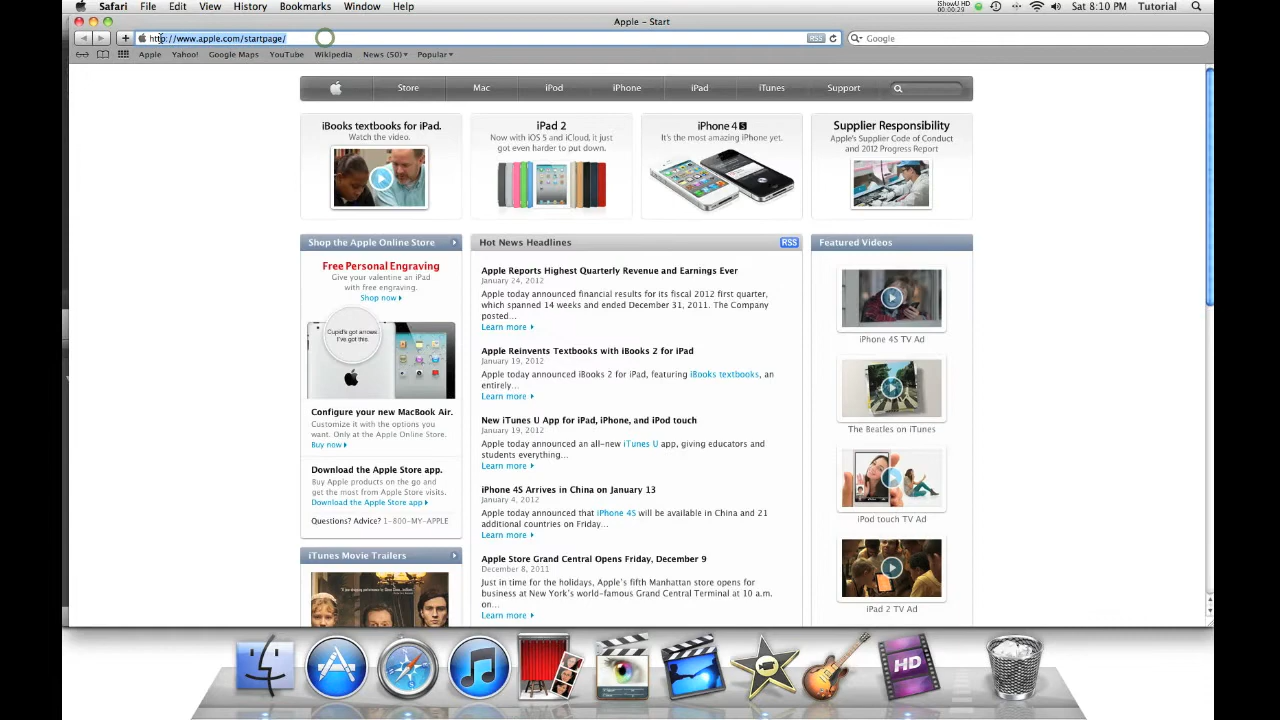 Safari File Edit View History Bookmarks Window Help iShowU HD 00:00:29 Sat 8:10 PM Tutorial
Apple – Start
http://www.apple.com/startpage/ RSS Google
Apple Yahoo! Google Maps YouTube Wikipedia News (50) Popular
Store Mac iPod iPhone iPad iTunes Support
iBooks textbooks for iPad.
Watch the video.
iPad 2
Now with iOS 5 and iCloud, it just
got even harder to put down.
iPhone 4S
It's the most amazing iPhone yet.
Supplier Responsibility
Apple's Supplier Code of Conduct
and 2012 Progress Report
Shop the Apple Online Store
Free Personal Engraving
Give your valentine an iPad
with free engraving.
Shop now
Cupid's got arrows.
I've got this.
Configure your new MacBook Air.
Customize it with the options you
want. Only at the Apple Online Store.
Buy now
Download the Apple Store app.
Buy Apple products on the go and
get the most from Apple Store visits.
Download the Apple Store app
Questions? Advice? 1-800-MY-APPLE
iTunes Movie Trailers
Hot News Headlines RSS
Apple Reports Highest Quarterly Revenue and Earnings Ever
January 24, 2012
Apple today announced financial results for its fiscal 2012 first quarter,
which spanned 14 weeks and ended December 31, 2011. The Company
posted…
Learn more
Apple Reinvents Textbooks with iBooks 2 for iPad
January 19, 2012
Apple today announced iBooks 2 for iPad, featuring iBooks textbooks, an
entirely…
Learn more
New iTunes U App for iPad, iPhone, and iPod touch
January 19, 2012
Apple today announced an all-new iTunes U app, giving educators and
students everything…
Learn more
iPhone 4S Arrives in China on January 13
January 4, 2012
Apple today announced that iPhone 4S will be available in China and 21
additional countries on Friday…
Learn more
Apple Store Grand Central Opens Friday, December 9
December 8, 2011
Just in time for the holidays, Apple's fifth Manhattan store opens for
business at New York's world-famous Grand Central Terminal at 10 a.m.
on…
Learn more
Featured Videos
iPhone 4S TV Ad
The Beatles on iTunes
iPod touch TV Ad
iPad 2 TV Ad
HD